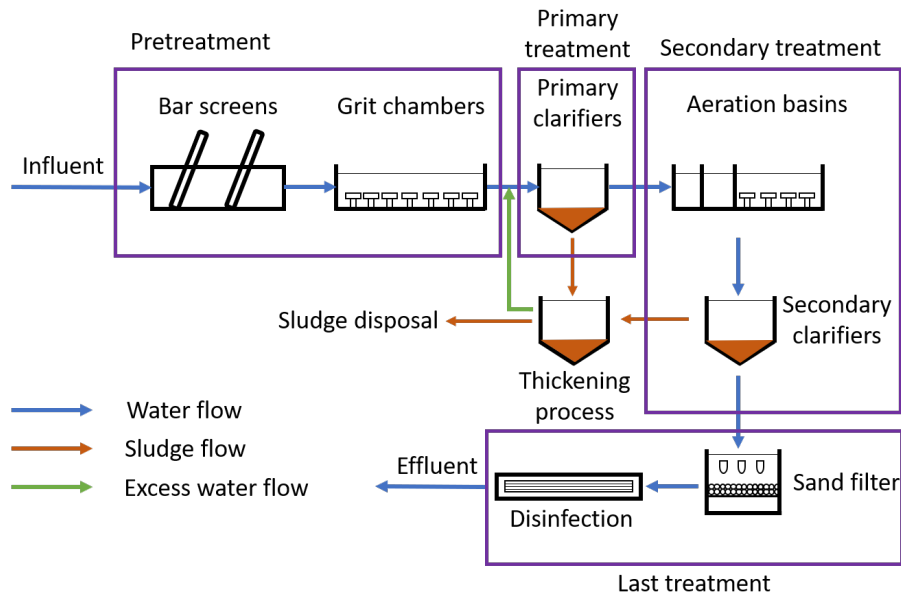 Pretreatment
Primary
treatment
Secondary treatment
Bar screens
Grit chambers
Primary
clarifiers
Aeration basins
Influent
Sludge disposal
Thickening
process
Secondary
clarifiers
Water flow
Sludge flow
Excess water flow
Effluent
Disinfection
Sand filter
Last treatment